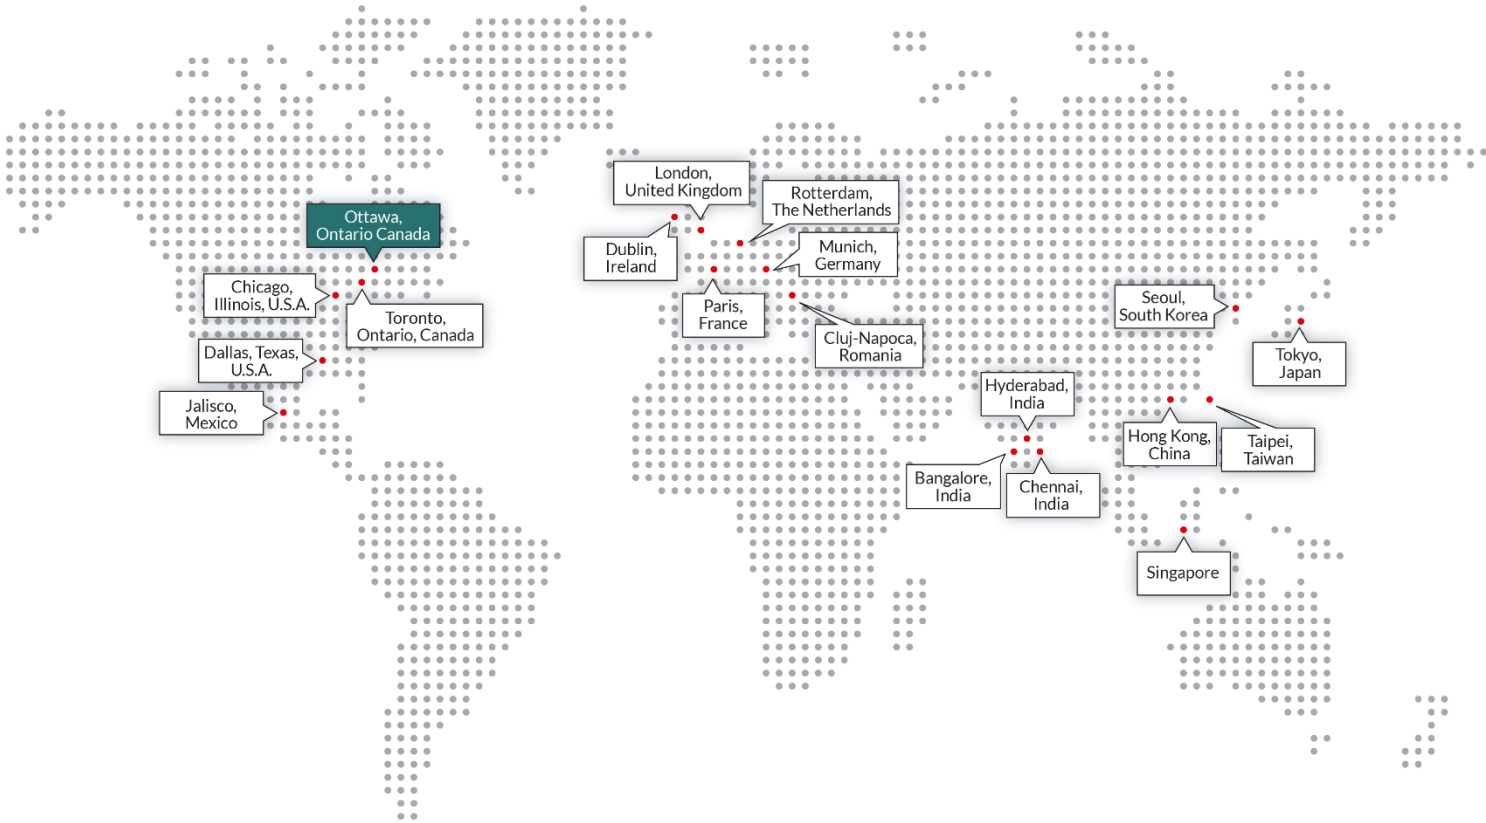 London,
United Kingdom
Rotterdam,
The Netherlands
Ottawa,
Ontario Canada
Dublin,
Ireland
Munich,
Germany
Chicago,
Illinois, U.S.A.
Toronto,
Ontario, Canada
Paris,
France
Seoul,
South Korea
Cluj-Napoca,
Romania
Dallas, Texas,
U.S.A.
Tokyo,
Japan
Jalisco,
Mexico
Hyderabad,
India
Hong Kong,
China
Taipei,
Taiwan
Bangalore,
India
Chennai,
India
Singapore